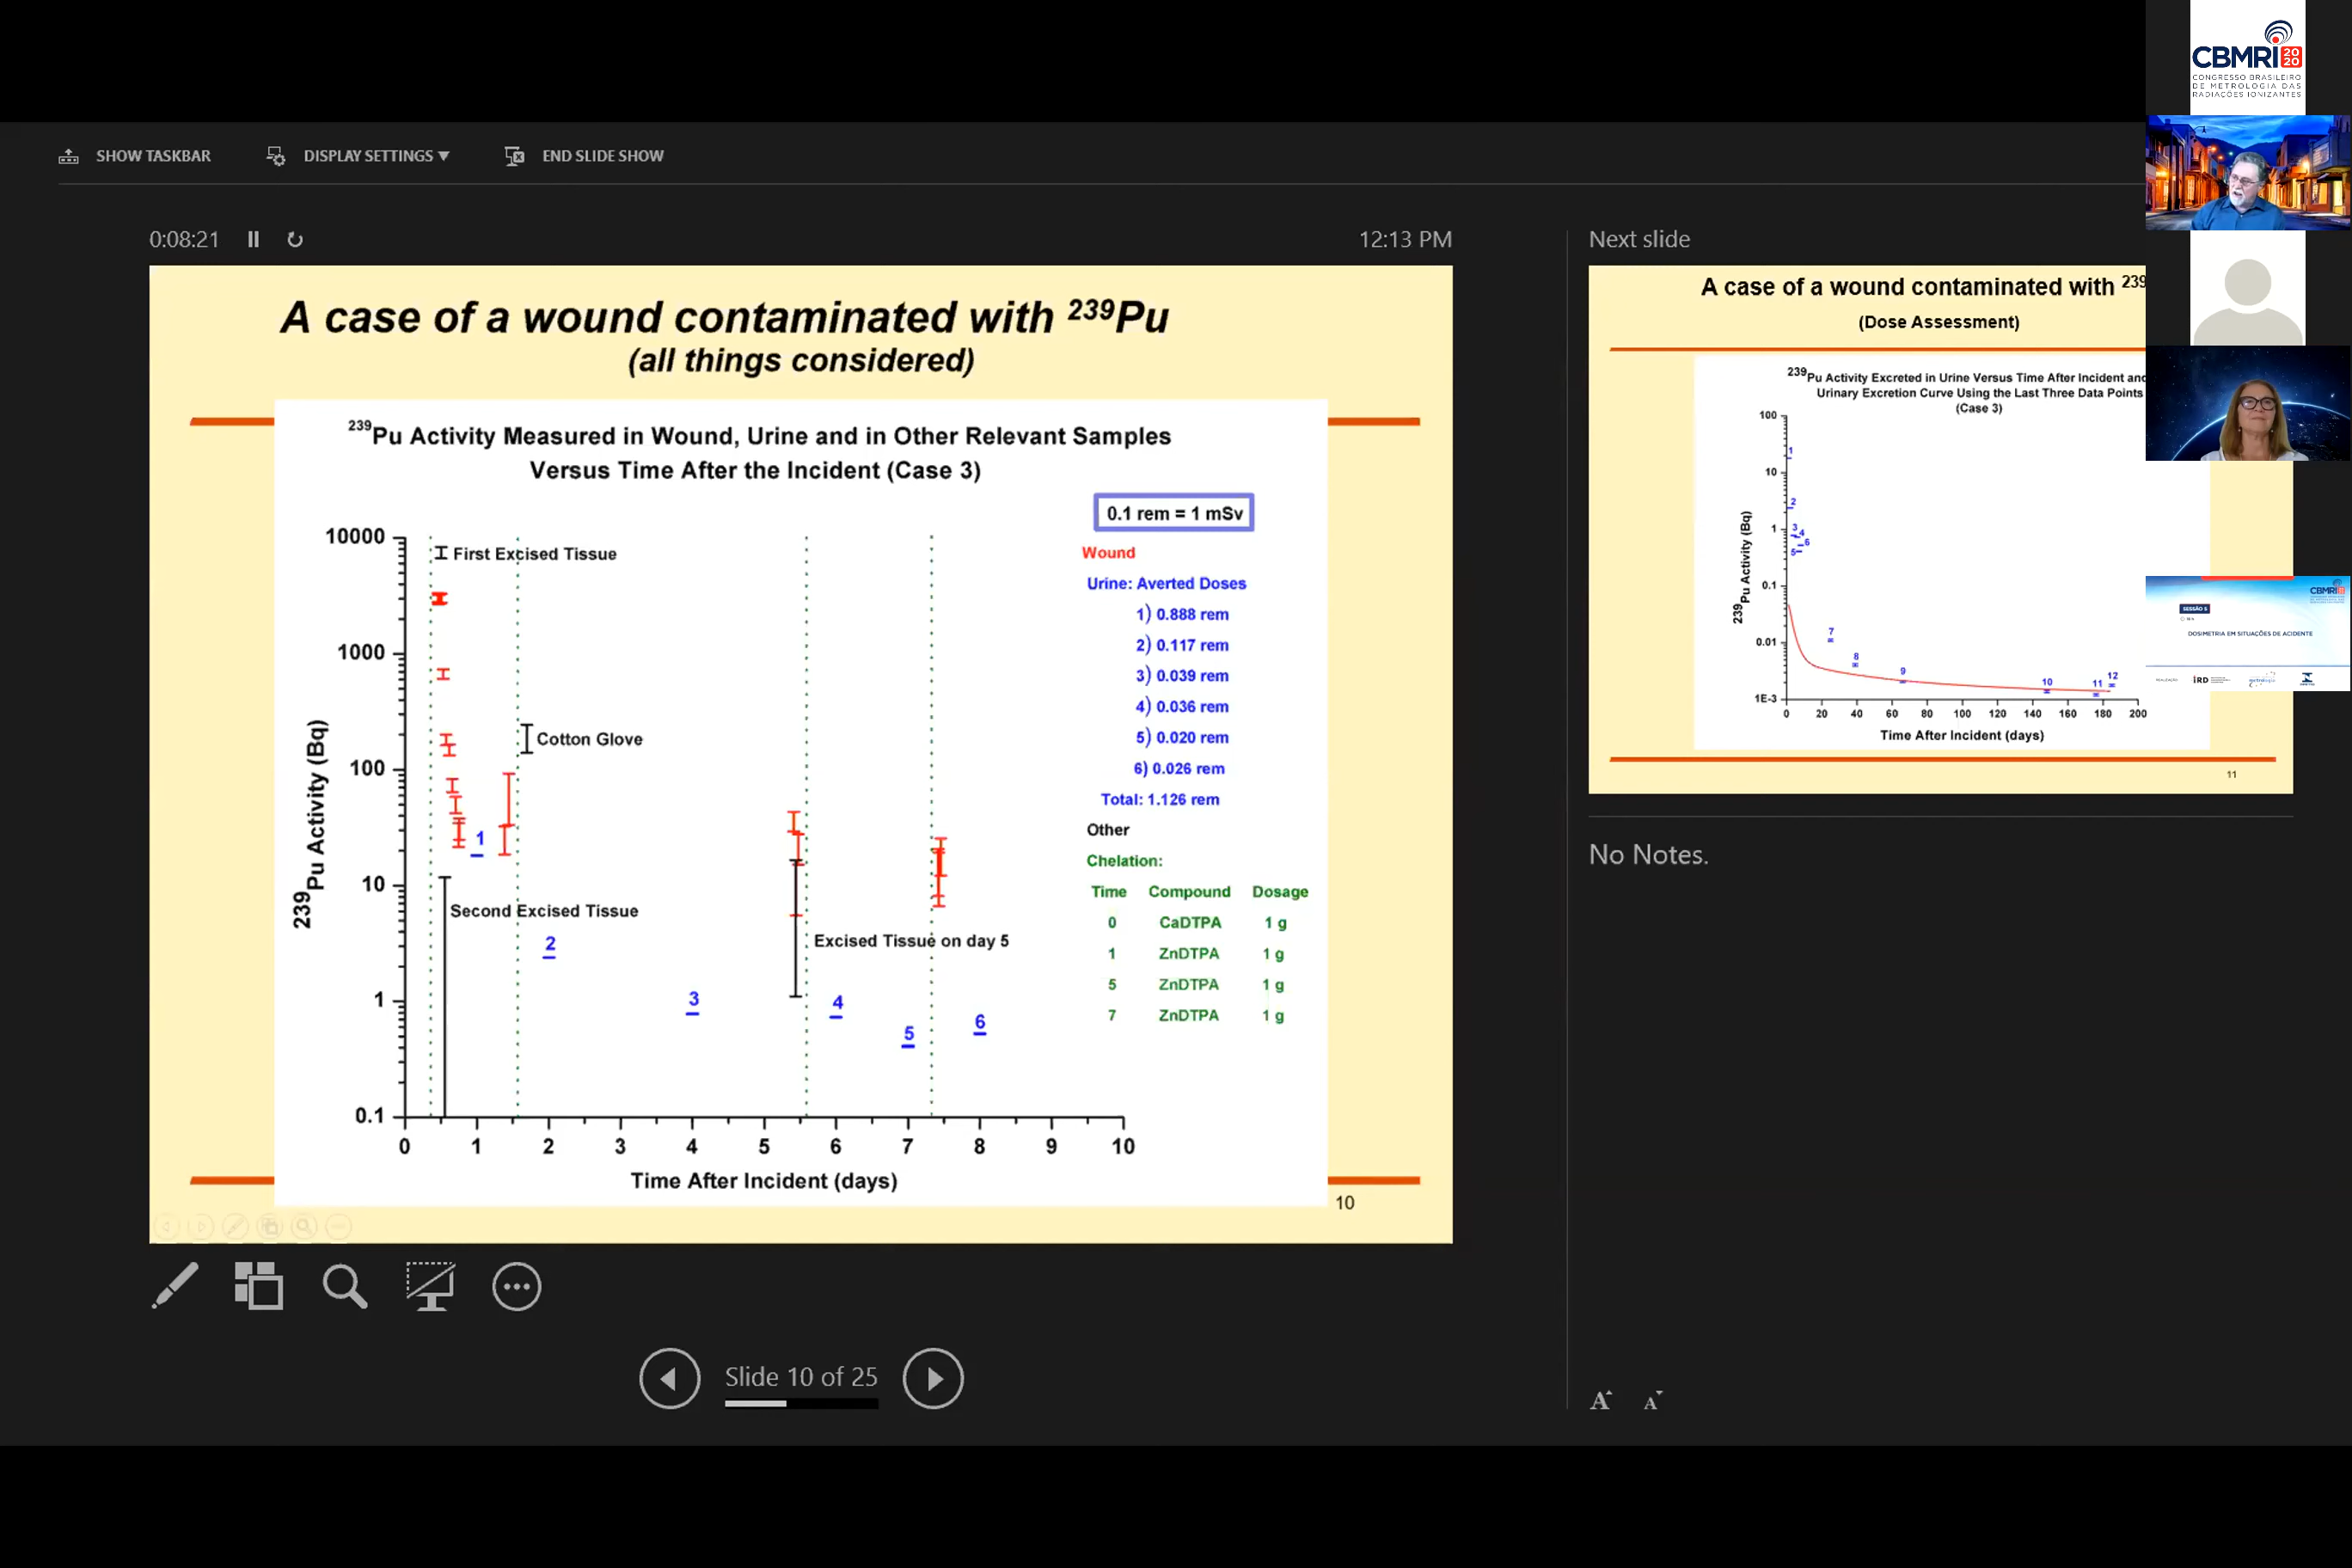 SHOW TASKBAR
DISPLAY SETTINGS ▼
END SLIDE SHOW
0:08:21
12:13 PM
A case of a wound contaminated with ²³⁹Pu
(all things considered)
²³⁹Pu Activity Measured in Wound, Urine and in Other Relevant Samples
Versus Time After the Incident (Case 3)
0.1 rem = 1 mSv
Wound
Urine: Averted Doses
1) 0.888 rem
2) 0.117 rem
3) 0.039 rem
4) 0.036 rem
5) 0.020 rem
6) 0.026 rem
Total: 1.126 rem
Other
Chelation:
Time Compound Dosage
0 CaDTPA 1 g
1 ZnDTPA 1 g
5 ZnDTPA 1 g
7 ZnDTPA 1 g
²³⁹Pu Activity (Bq)
10000
1000
100
10
1
0.1
First Excised Tissue
Cotton Glove
Second Excised Tissue
Excised Tissue on day 5
1
2
3
4
5
6
0 1 2 3 4 5 6 7 8 9 10
Time After Incident (days)
10
Slide 10 of 25
Next slide
A case of a wound contaminated with ²³⁹
(Dose Assessment)
²³⁹Pu Activity Excreted in Urine Versus Time After Incident and
Urinary Excretion Curve Using the Last Three Data Points
(Case 3)
²³⁹Pu Activity (Bq)
100
10
1
0.1
0.01
1E-3
1
2
3
4
5
6
7
8
9
10
11
12
0 20 40 60 80 100 120 140 160 180 200
Time After Incident (days)
11
No Notes.
A A
CBMRI 20
20
CONGRESSO BRASILEIRO
DE METROLOGIA DAS
RADIAÇÕES IONIZANTES
CBMRI
SESSÃO 5
DOSIMETRIA EM SITUAÇÕES DE ACIDENTE
REALIZAÇÃO
IRD